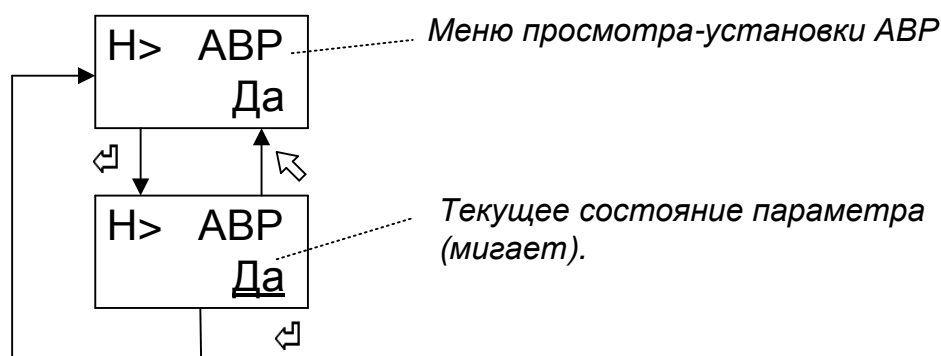 Н> АВР
Да
Меню просмотра-установки АВР
Н> АВР
Да
Текущее состояние параметра
(мигает).